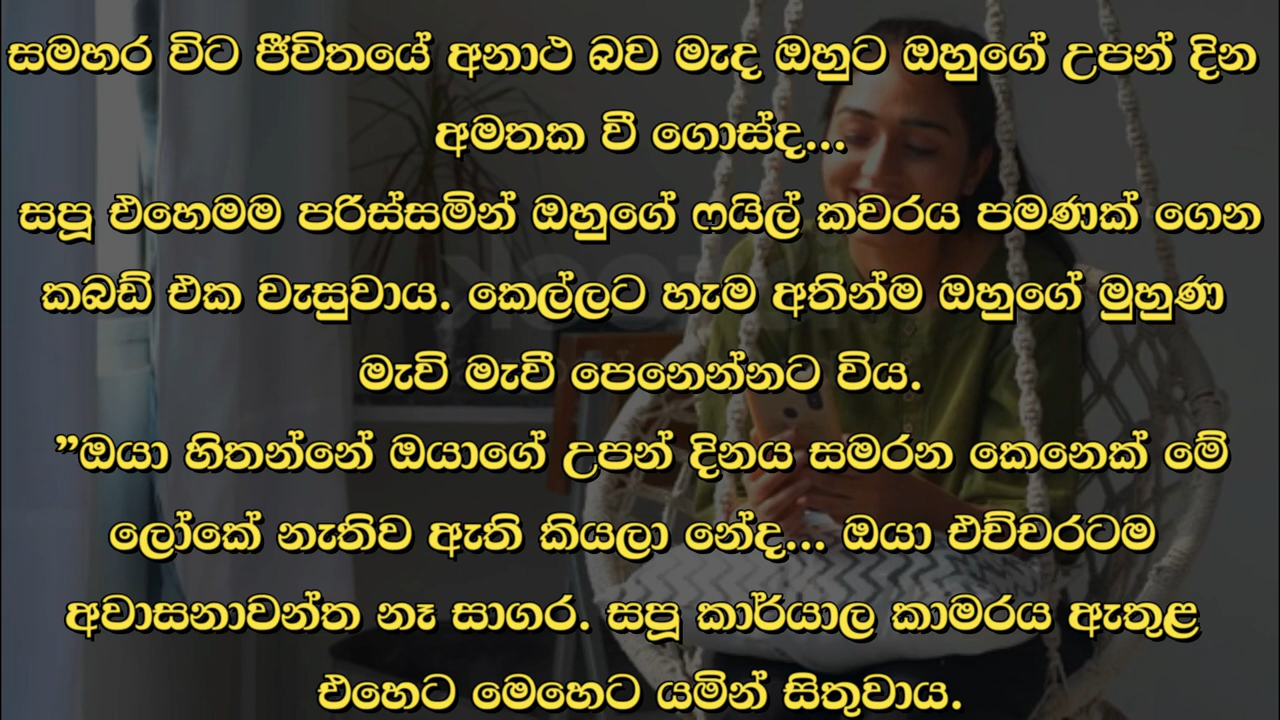 සමහර විට ජීවිතයේ අනාථ බව මැද ඔහුට ඔහුගේ උපන් දින
අමතක වී ගොස්ද...
සපූ එහෙමම පරිස්සමින් ඔහුගේ ෆයිල් කවරය පමණක් ගෙන
කබඩ් එක වැසුවාය. කෙල්ලට හැම අතින්ම ඔහුගේ මුහුණ
මැවි මැවී පෙනෙන්නට විය.
”ඔයා හිතන්නේ ඔයාගේ උපන් දිනය සමරන කෙනෙක් මේ
ලෝකේ නැතිව ඇති කියලා නේද... ඔයා එච්චරටම
අවාසනාවන්ත නෑ සාගර. සපූ කාර්යාල කාමරය ඇතුළ
එහෙට මෙහෙට යමින් සිතුවාය.